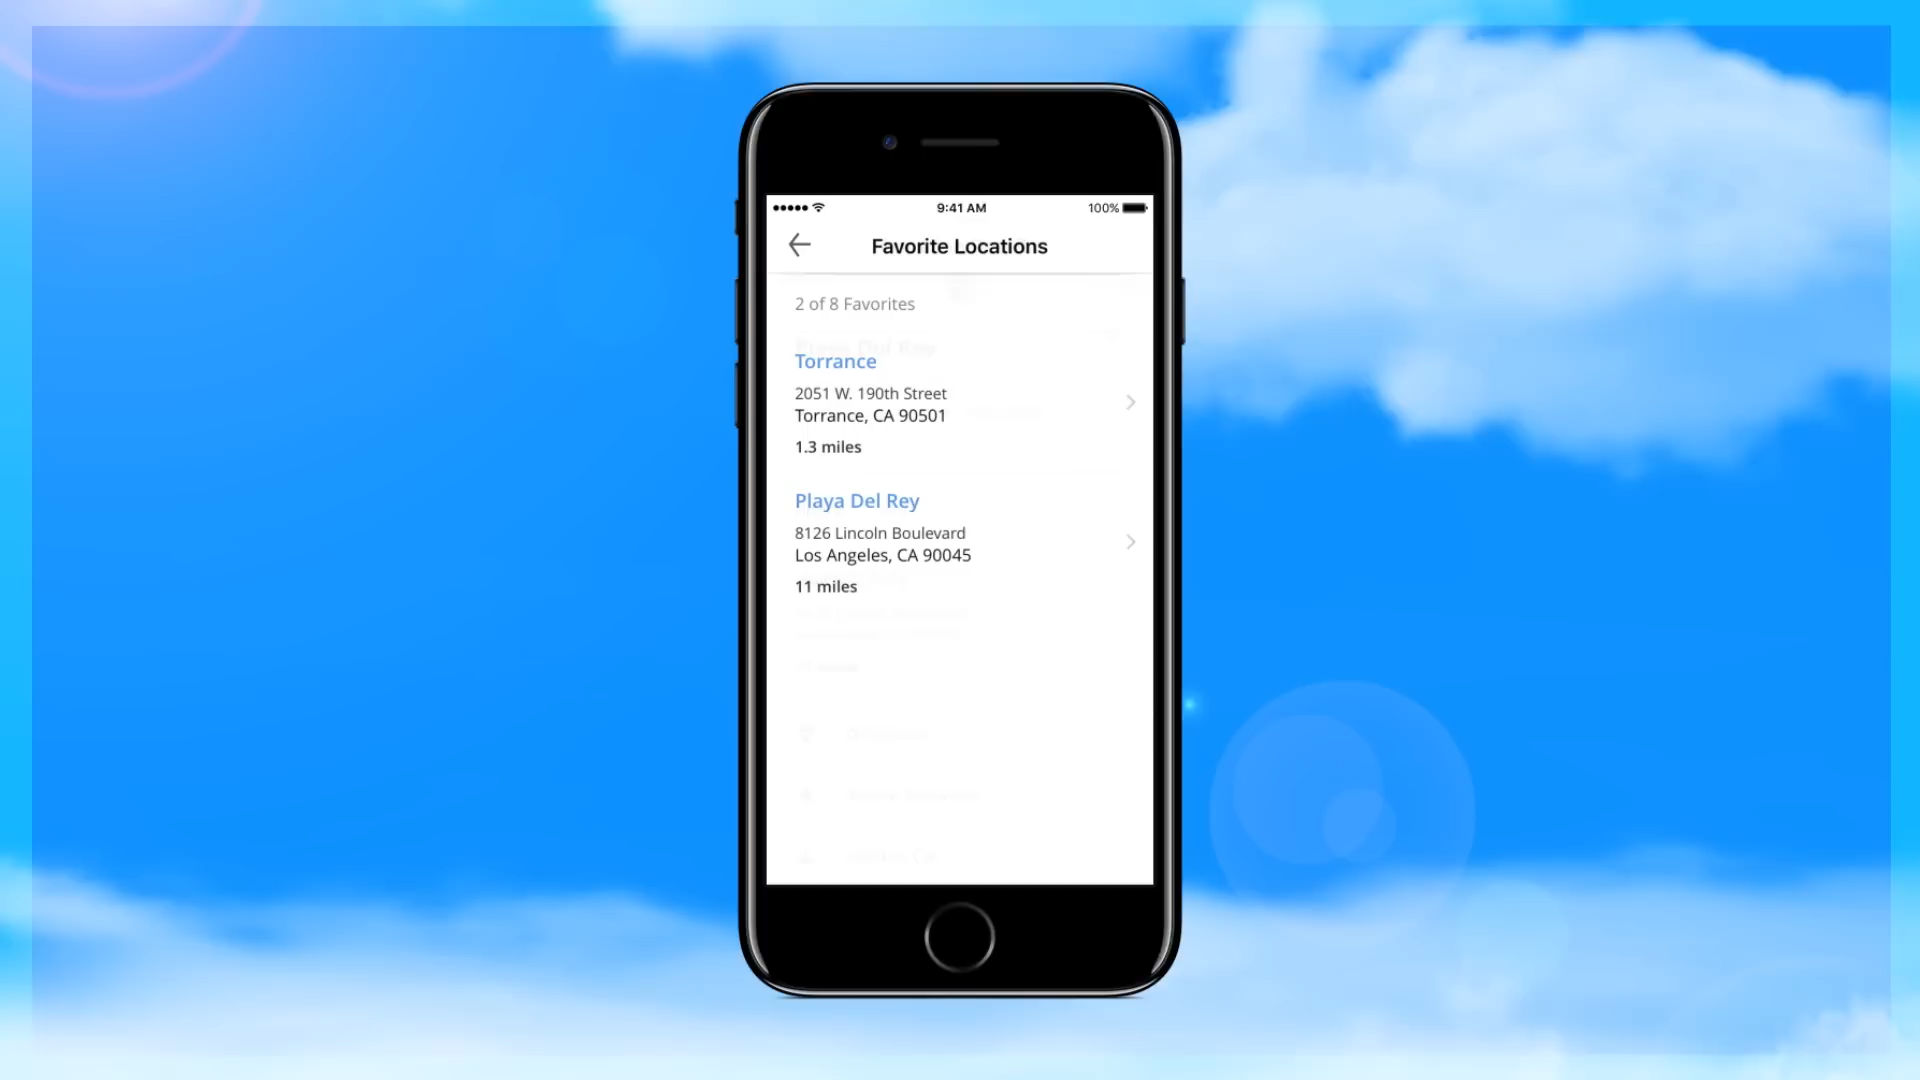 9:41 AM
100%
Favorite Locations
2 of 8 Favorites
Torrance
2051 W. 190th Street
Torrance, CA 90501
1.3 miles
Playa Del Rey
8126 Lincoln Boulevard
Los Angeles, CA 90045
11 miles